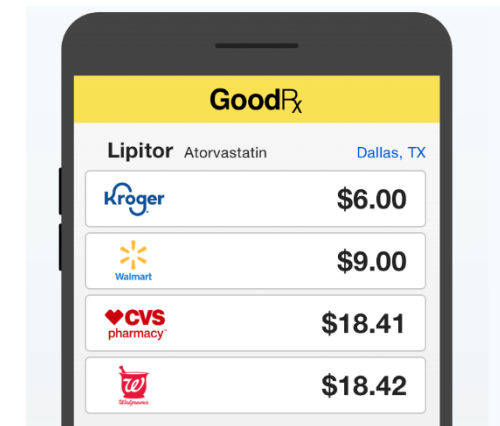 GoodRx
Lipitor Atorvastatin Dallas, TX
Kroger $6.00
Walmart $9.00
CVS pharmacy $18.41
W Walgreens $18.42